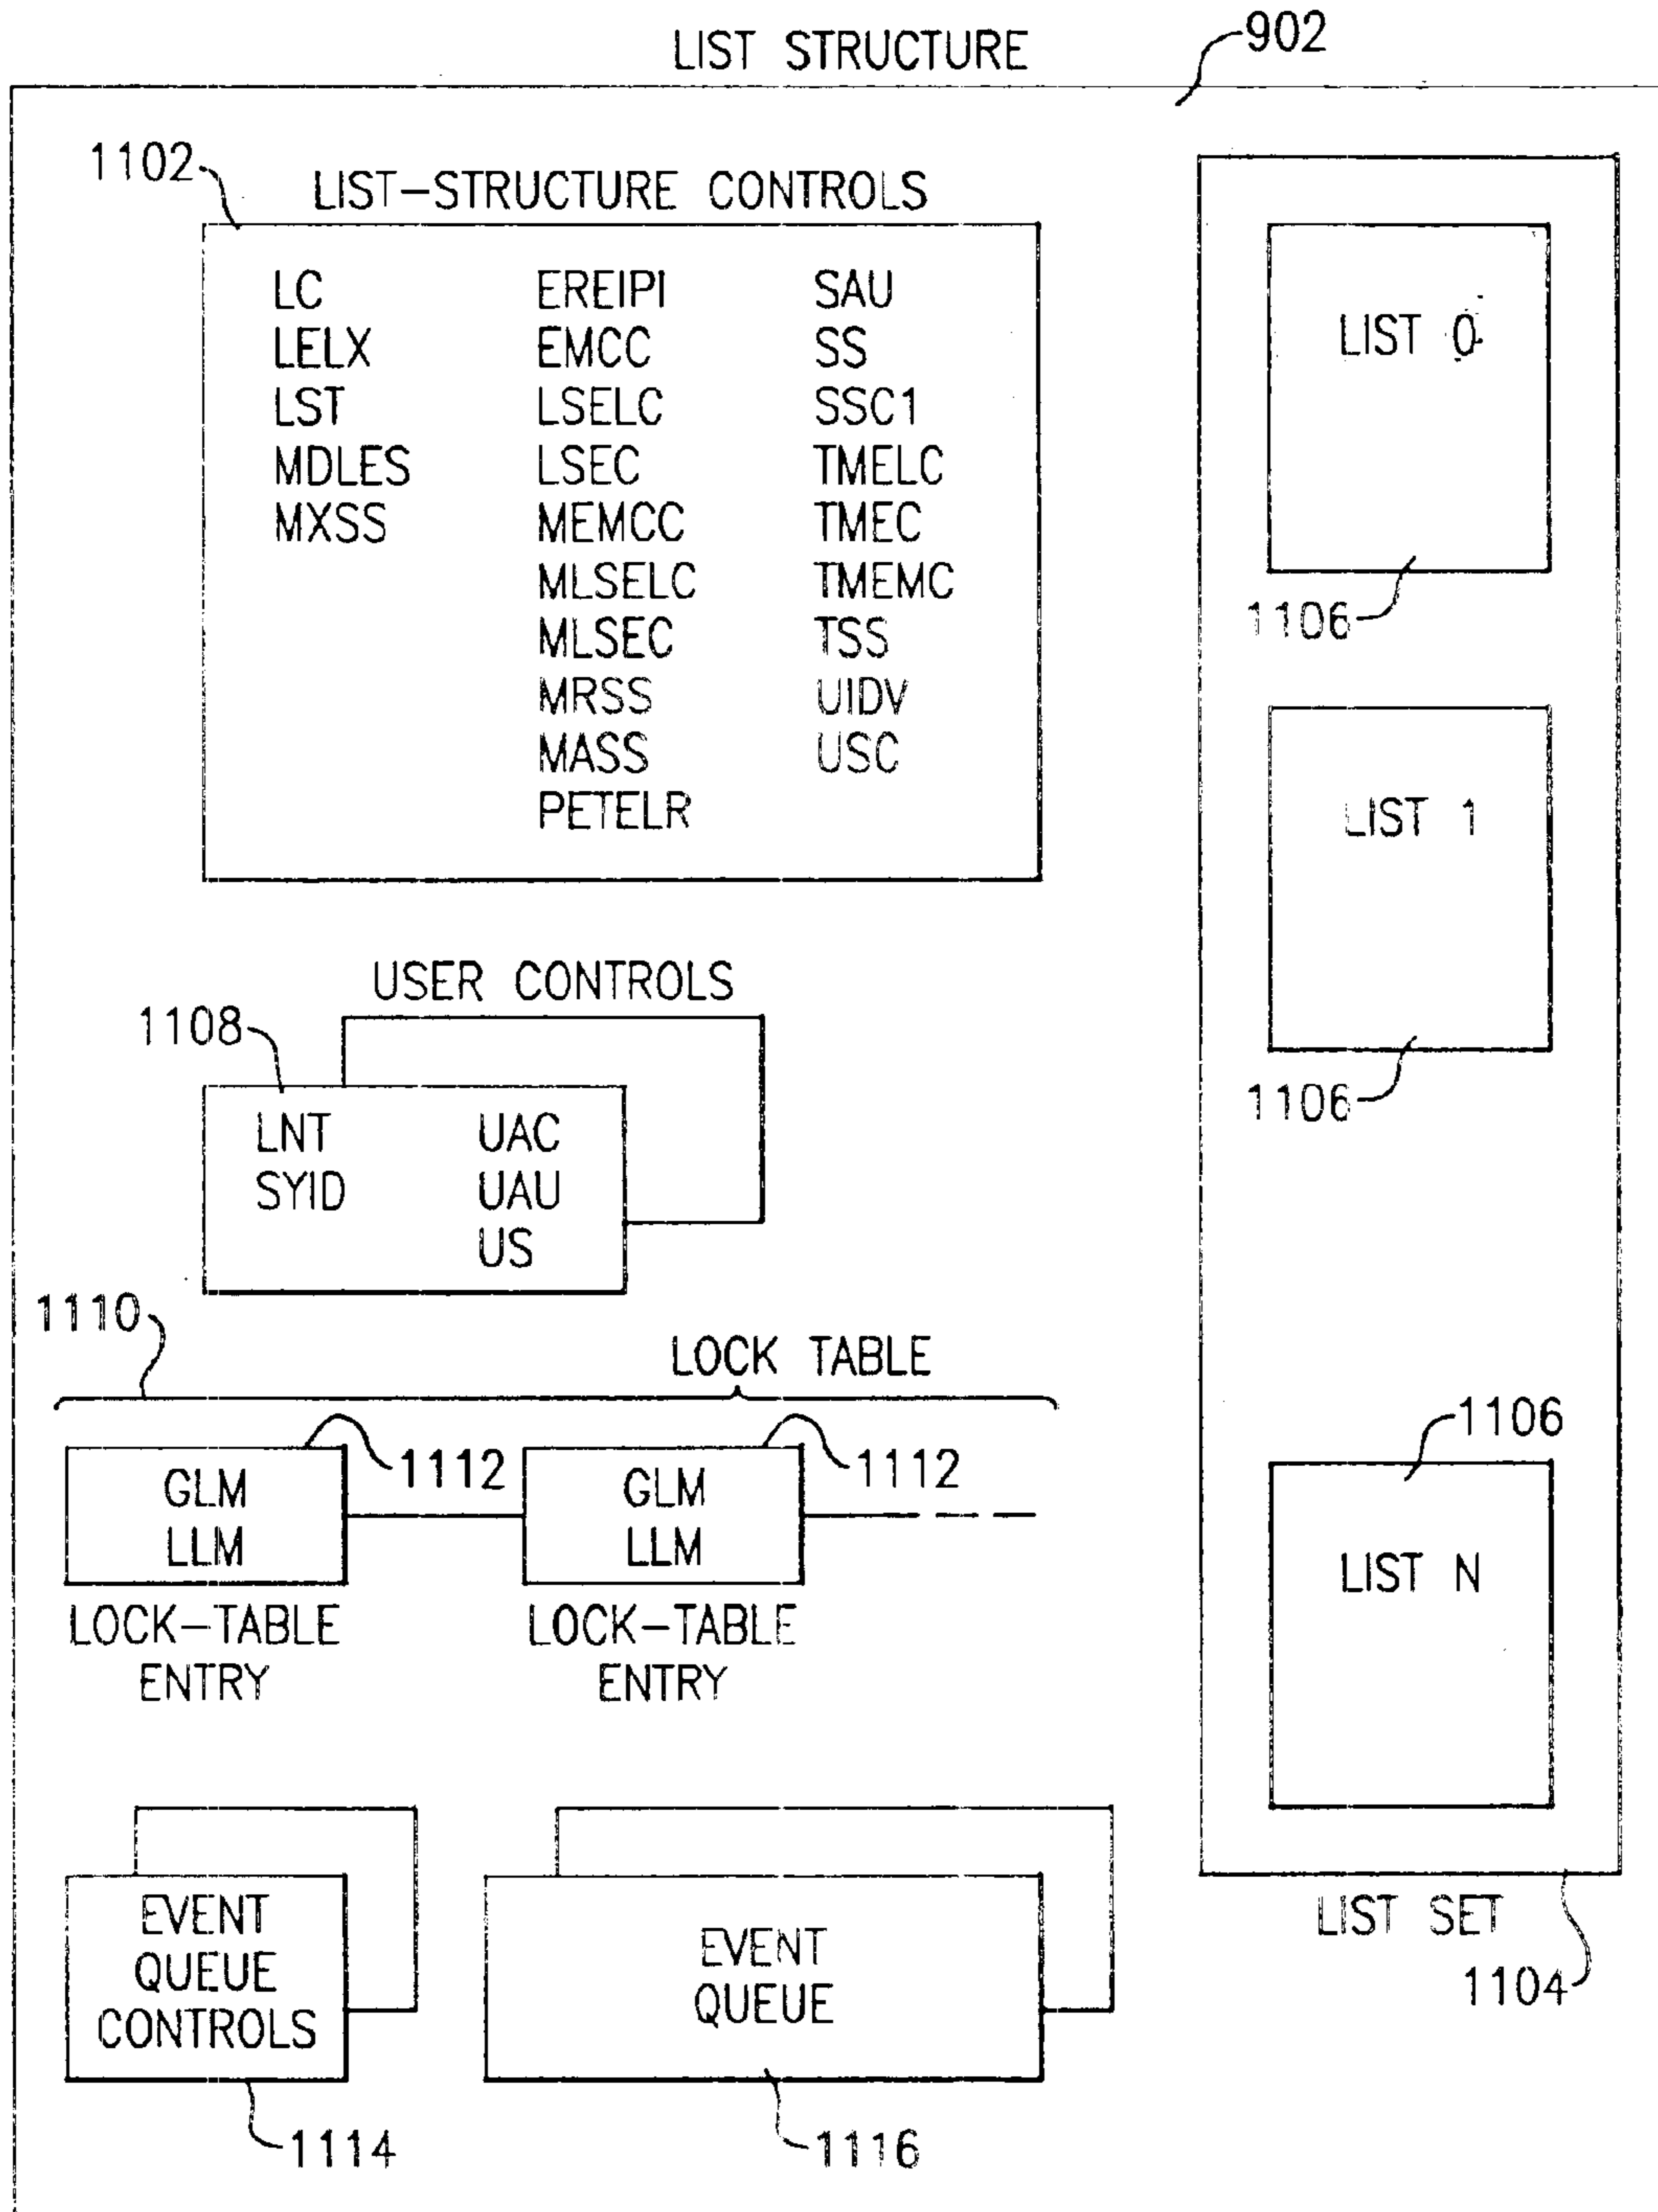 LIST STRUCTURE
902
1102
LIST-STRUCTURE CONTROLS
LC EREIPI SAU
LELX EMCC SS
LST LSELC SSC1
MDLES LSEC TMELC
MXSS MEMCC TMEC
MLSELC TMEMC
MLSEC TSS
MRSS UIDV
MASS USC
PETELR
LIST 0
1106
LIST 1
1106
USER CONTROLS
1108
LNT UAC
SYID UAU
US
1110
LOCK TABLE
1112
1112
GLM
LLM
GLM
LLM
LOCK-TABLE
ENTRY
LOCK-TABLE
ENTRY
1106
LIST N
LIST SET
1104
EVENT
QUEUE
CONTROLS
1114
EVENT
QUEUE
1116